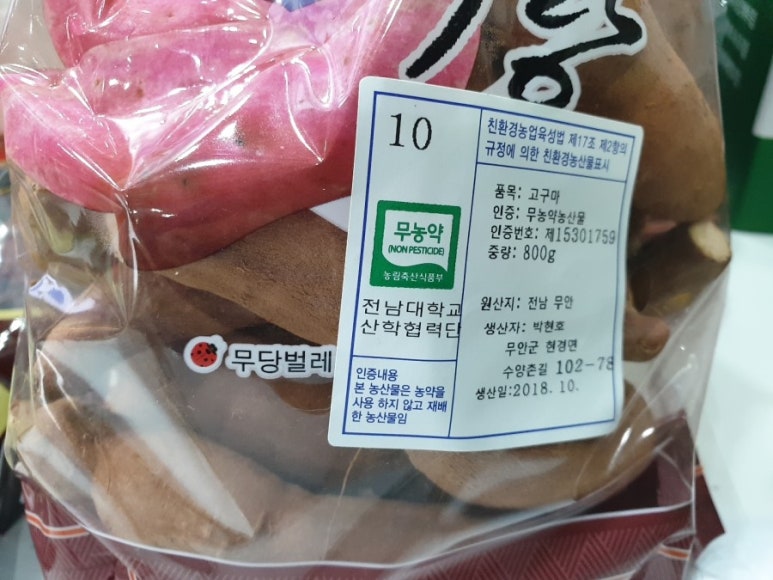 10
친환경농업육성법 제17조 제2항의
규정에 의한 친환경농산물표시
무농약
(NON PESTICIDE)
농림축산식품부
전남대학교
산학협력단
품목: 고구마
인증: 무농약농산물
인증번호: 제15301759
중량: 800g
원산지: 전남 무안
생산자: 박현호
무안군 현경면
수양촌길 102-78
생산일:2018.10.
인증내용
본 농산물은 농약을
사용 하지 않고 재배
한 농산물임
무당벌레